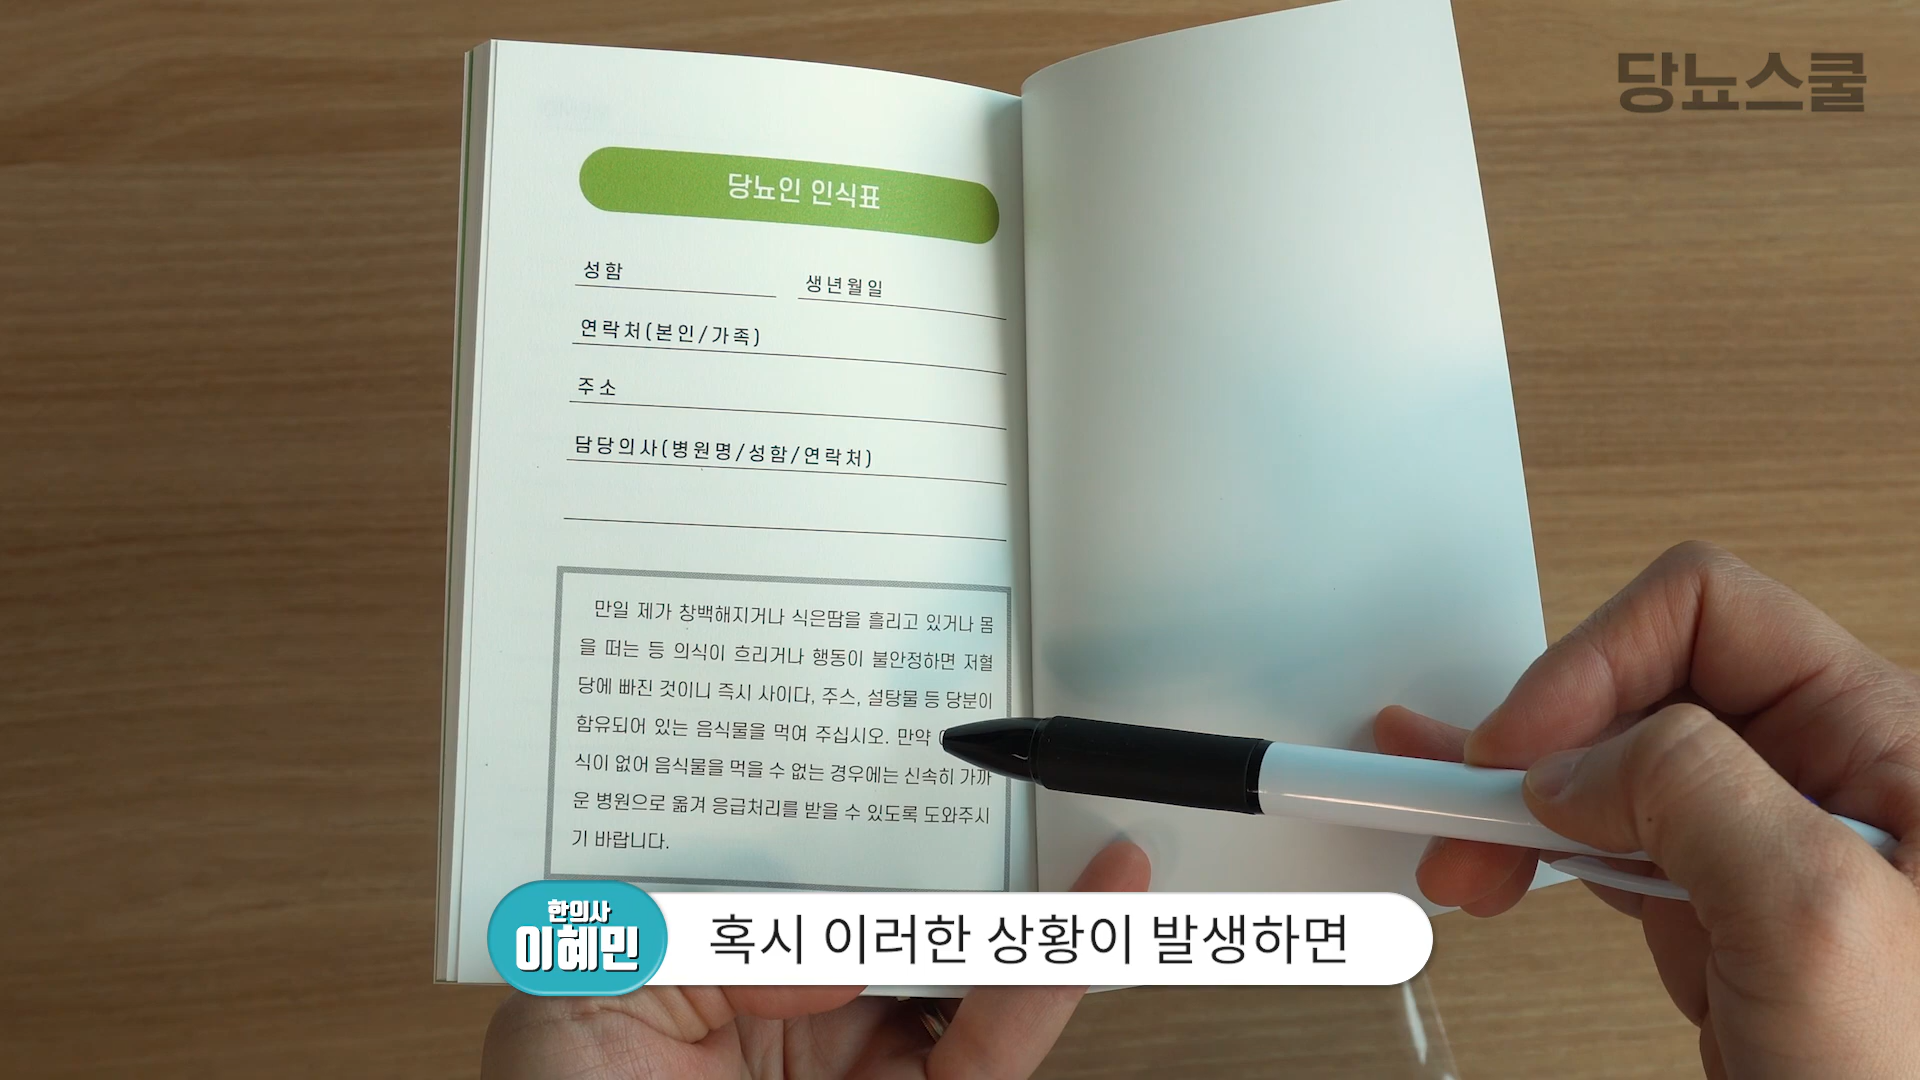 당뇨스쿨
당뇨인 인식표
성함 생년월일
연락처(본인/가족)
주소
담당의사(병원명/성함/연락처)
만일 제가 창백해지거나 식은땀을 흘리고 있거나 몸
을 떠는 등 의식이 흐리거나 행동이 불안정하면 저혈
당에 빠진 것이니 즉시 사이다, 주스, 설탕물 등 당분이
함유되어 있는 음식물을 먹여 주십시오. 만약
식이 없어 음식물을 먹을 수 없는 경우에는 신속히 가까
운 병원으로 옮겨 응급처리를 받을 수 있도록 도와주시
기 바랍니다.
한의사
이혜민
혹시 이러한 상황이 발생하면